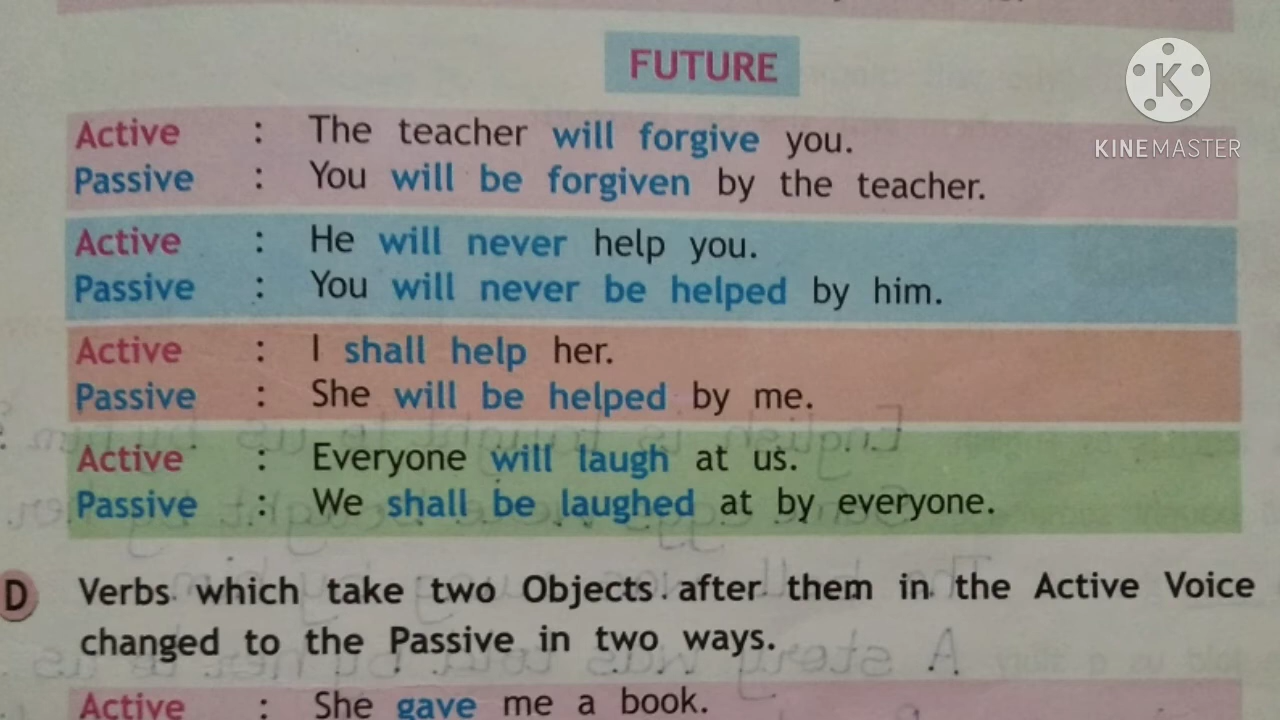 FUTURE
K
KINEMASTER
Active : The teacher will forgive you.
Passive : You will be forgiven by the teacher.
Active : He will never help you.
Passive : You will never be helped by him.
Active : I shall help her.
Passive : She will be helped by me.
Active : Everyone will laugh at us.
Passive : We shall be laughed at by everyone.
D Verbs which take two Objects after them in the Active Voice
changed to the Passive in two ways.
Active : She gave me a book.